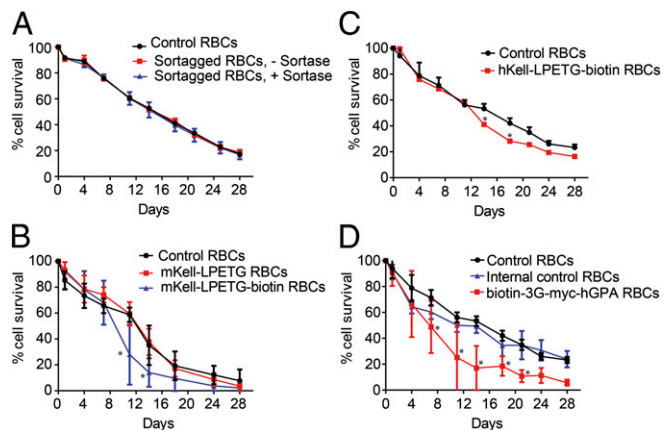 A
Control RBCs
Sortagged RBCs, - Sortase
Sortagged RBCs, + Sortase
% cell survival
100
80
60
40
20
0
0 4 8 12 16 20 24 28
Days
C
Control RBCs
hKell-LPETG-biotin RBCs
*
*
% cell survival
100
80
60
40
20
0
0 4 8 12 16 20 24 28
Days
B
Control RBCs
mKell-LPETG RBCs
mKell-LPETG-biotin RBCs
*
*
% cell survival
100
80
60
40
20
0
0 4 8 12 16 20 24 28
Days
D
Control RBCs
Internal control RBCs
biotin-3G-myc-hGPA RBCs
* * * * *
% cell survival
100
80
60
40
20
0
0 4 8 12 16 20 24 28
Days